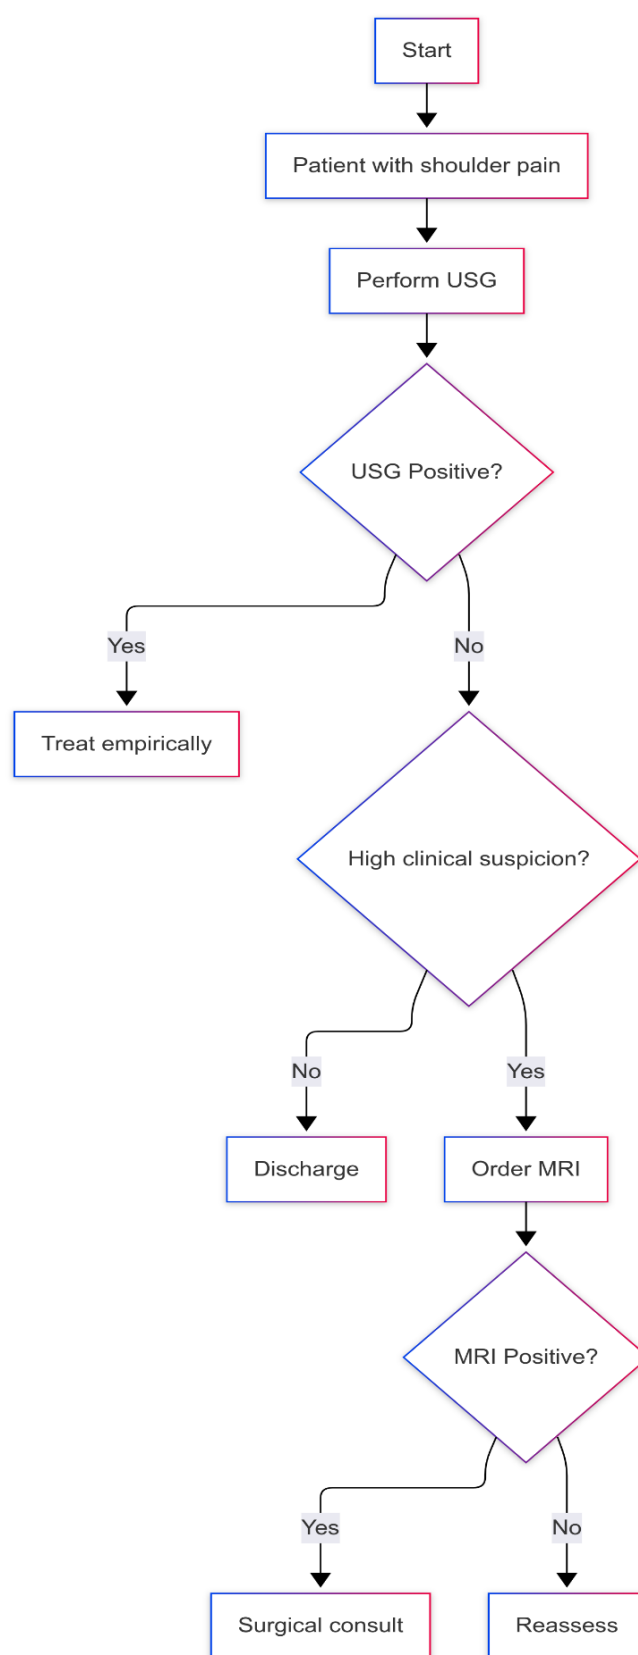 Start
Patient with shoulder pain
Perform USG
USG Positive?
Yes
No
Treat empirically
High clinical suspicion?
No
Yes
Discharge
Order MRI
MRI Positive?
Yes
No
Surgical consult
Reassess